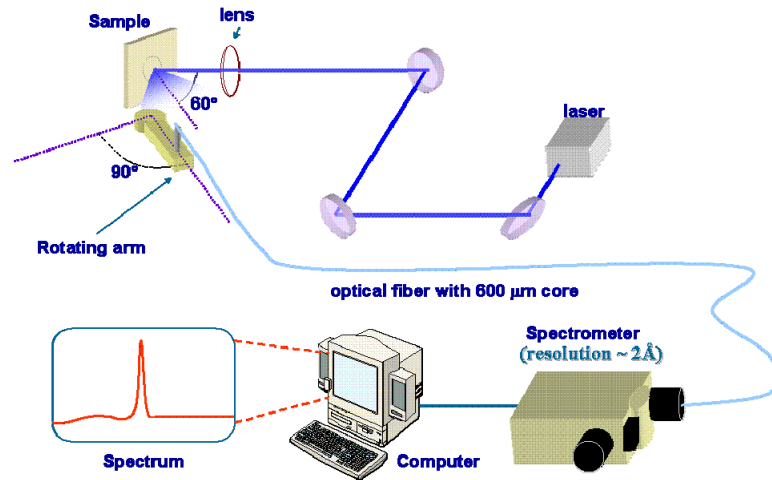 Sample
lens
60°
laser
90°
Rotating arm
optical fiber with 600 µm core
Spectrometer
(resolution ~ 2Å)
Spectrum
Computer